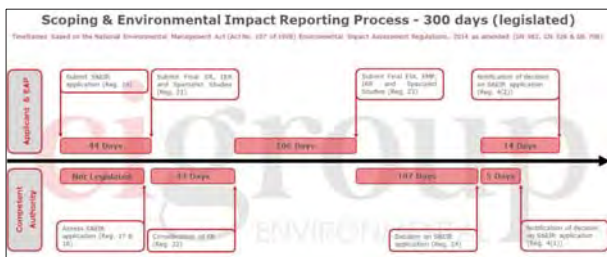 Scoping & Environmental Impact Reporting Process - 300 days (legislated)
Timeframes based on the National Environmental Management Act (Act No. 107 of 1998) Environmental Impact Assessment Regulations, 2014 as amended
Applicant & EAP
Submit S&EIR
application (Reg. 16)
Submit Final SR,
and Specialist Studies
(Reg. 21)
Submit Final EIA, EMP,
and Specialist
Studies (Reg. 23)
Notification of decision
on S&EIR application
(Reg. 4(2))
44 Days
106 Days
14 Days
Competent
Authority
Not Legislated
43 Days
107 Days
5 Days
Assess S&EIR
application (Reg. 17 &
18)
Consideration of SR
(Reg. 22)
Decision on S&EIR
application (Reg. 24)
Notification of decision
on S&EIR application
(Reg. 4(1))
group
ENVIRONMENTAL